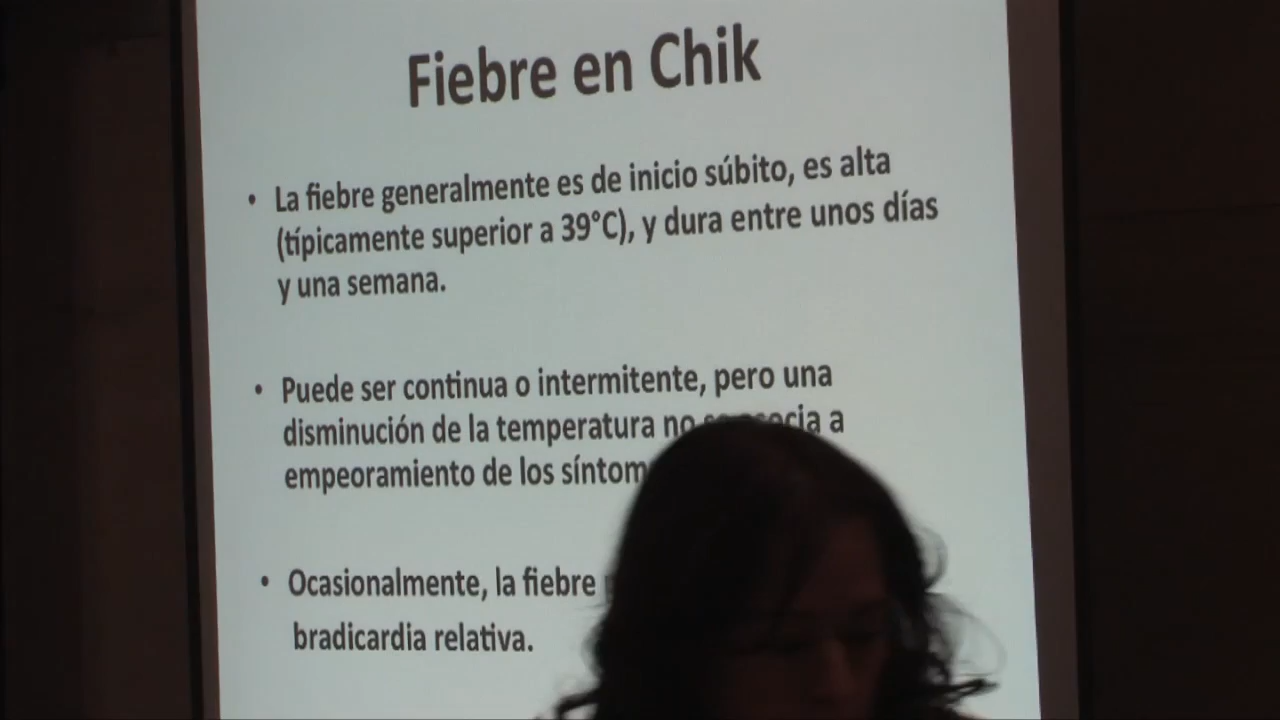 Fiebre en Chik
• La fiebre generalmente es de inicio súbito, es alta
(típicamente superior a 39°C), y dura entre unos días
y una semana.
• Puede ser continua o intermitente, pero una
disminución de la temperatura no se asocia a
empeoramiento de los síntom
• Ocasionalmente, la fiebre
bradicardia relativa.